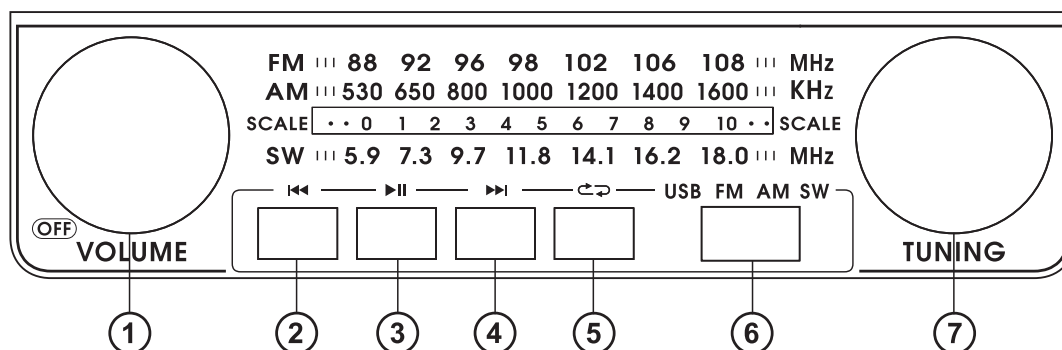 FM 88 92 96 98 102 106 108 MHz
AM 530 650 800 1000 1200 1400 1600 KHz
SCALE 0 1 2 3 4 5 6 7 8 9 10 SCALE
SW 5.9 7.3 9.7 11.8 14.1 16.2 18.0 MHz
USB FM AM SW
OFF
VOLUME
TUNING
1 2 3 4 5 6 7